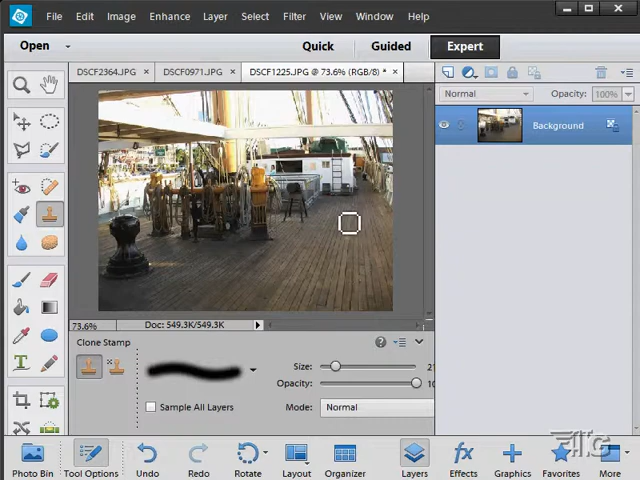 File Edit Image Enhance Layer Select Filter View Window Help
Open Quick Guided Expert
DSCF2364.JPG × DSCF0971.JPG × DSCF1225.JPG @ 73.6% (RGB/8) * ×
Normal Opacity: 100%
Background
73.6% Doc: 549.3K/549.3K
Clone Stamp
Size: 21
Opacity: 10
Sample All Layers Mode: Normal
Photo Bin Tool Options Undo Redo Rotate Layout Organizer Layers Effects Graphics Favorites More